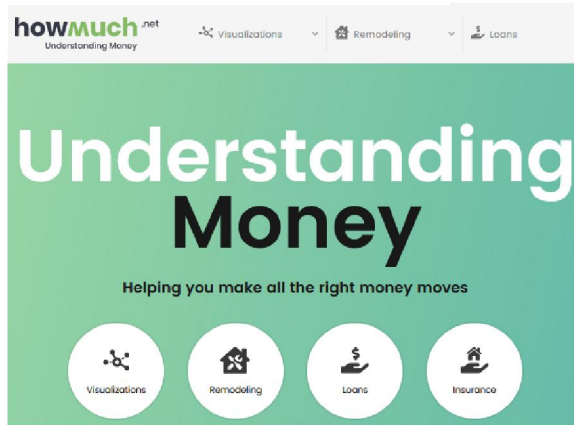 howmuch.net
Understanding Money
Visualizations
Remodeling
Loans
Understanding
Money
Helping you make all the right money moves
Visualizations
Remodeling
Loans
Insurance